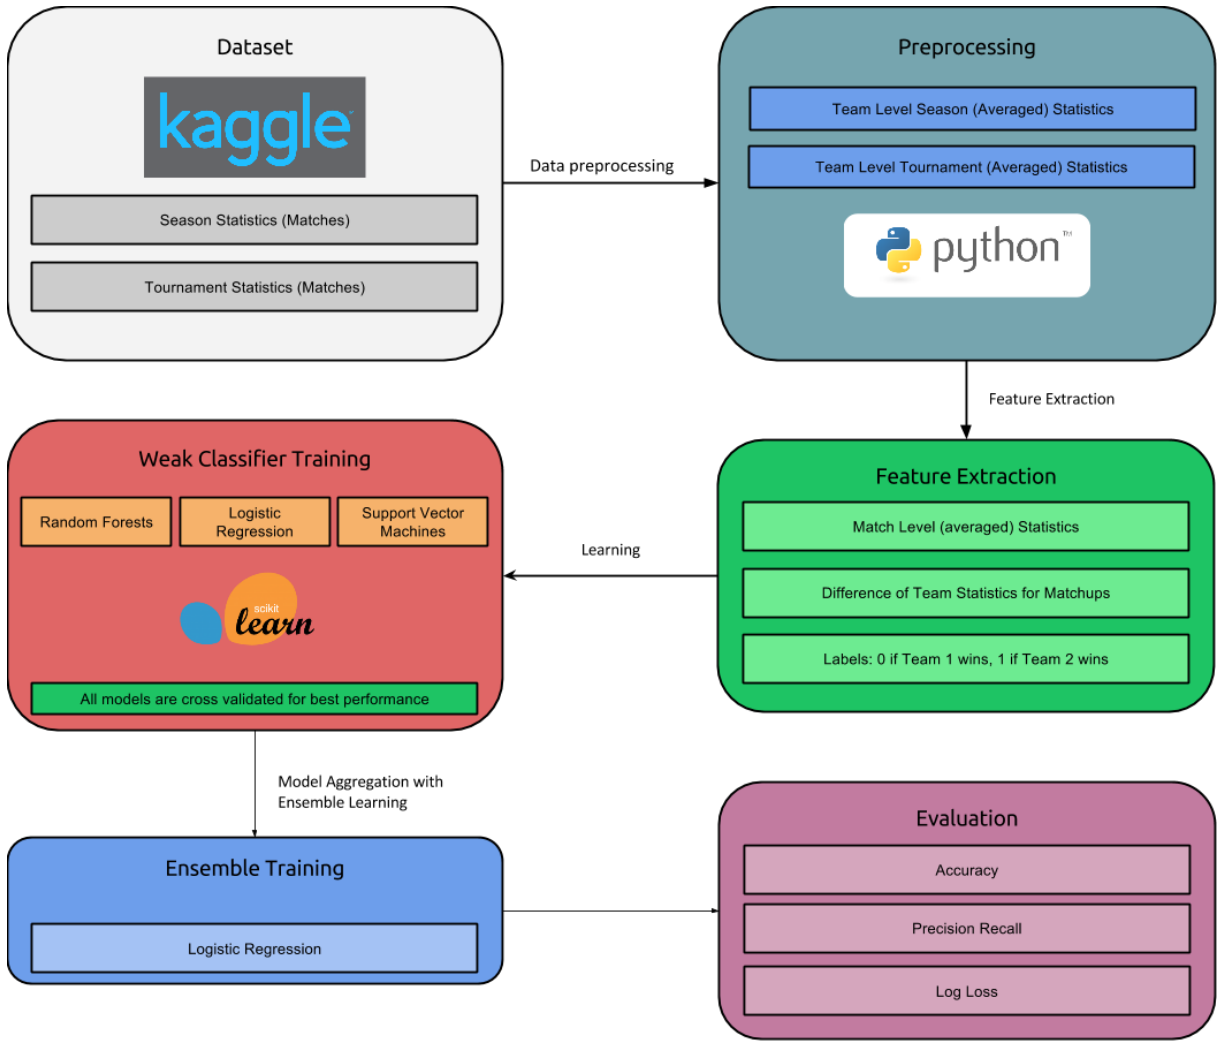 Dataset
kaggle
Season Statistics (Matches)
Tournament Statistics (Matches)
Data preprocessing
Preprocessing
Team Level Season (Averaged) Statistics
Team Level Tournament (Averaged) Statistics
python™
Feature Extraction
Feature Extraction
Match Level (averaged) Statistics
Difference of Team Statistics for Matchups
Labels: 0 if Team 1 wins, 1 if Team 2 wins
Learning
Weak Classifier Training
Random Forests
Logistic
Regression
Support Vector
Machines
scikit
learn
All models are cross validated for best performance
Model Aggregation with
Ensemble Learning
Ensemble Training
Logistic Regression
Evaluation
Accuracy
Precision Recall
Log Loss